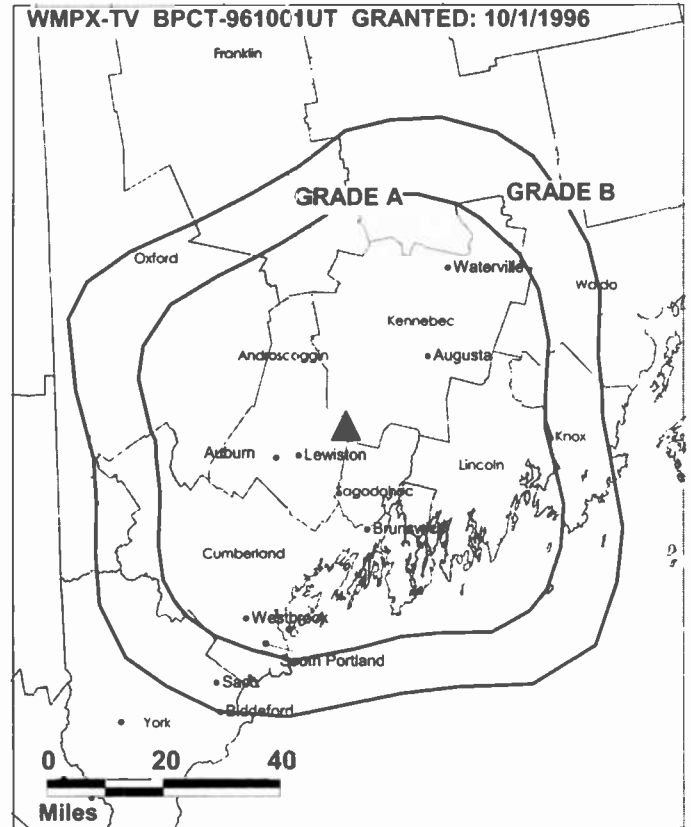 WMPX-TV BPCT-961001UT GRANTED: 10/1/1996
Franklin
GRADE A
GRADE B
Oxford
Waterville
Waldo
Kennebec
Androscoggin
Augusta
Knox
Auburn
Lewiston
Lincoln
Sagadahoc
Brunswick
Cumberland
Westbrook
South Portland
Saco
Biddeford
York
0 20 40
Miles